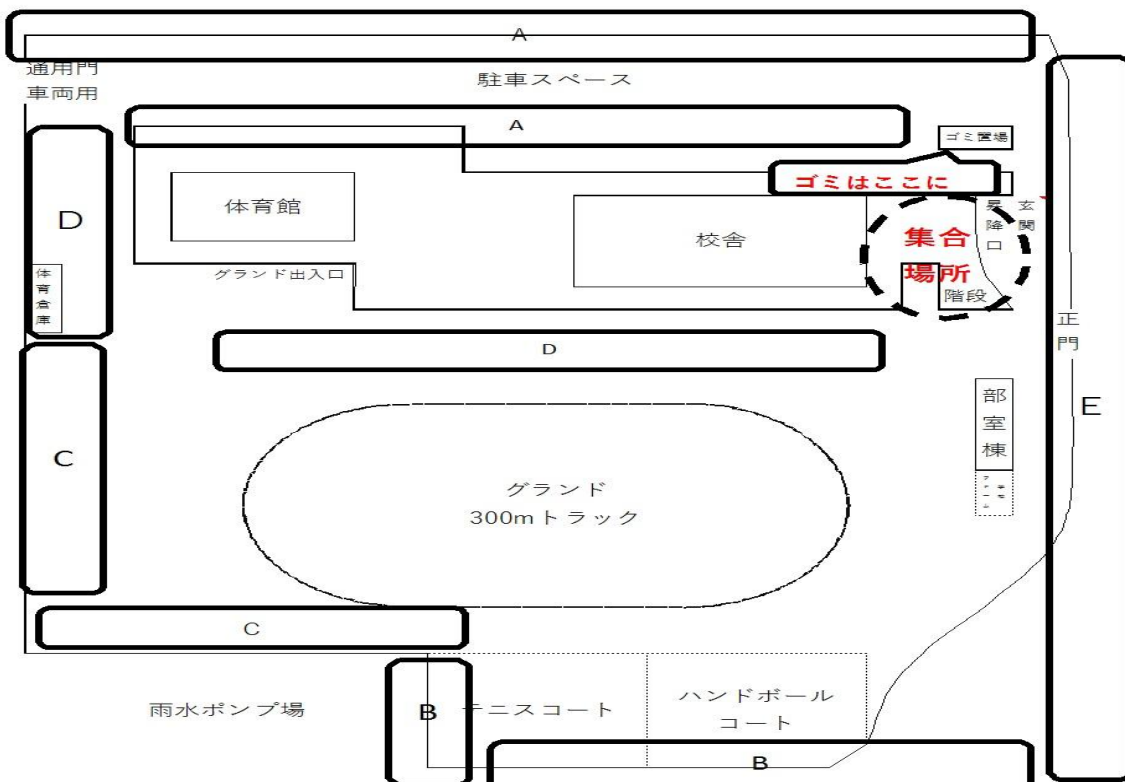 A
通用門
車両用
駐車スペース
A
ゴミ置場
ゴミはここに
D
体育館
校舎
集合
場所
昇降口
玄関
体育倉庫
グランド出入口
階段
正門
D
部室棟
E
C
グランド
300mトラック
C
雨水ポンプ場
B
テニスコート
ハンドボール
コート
B